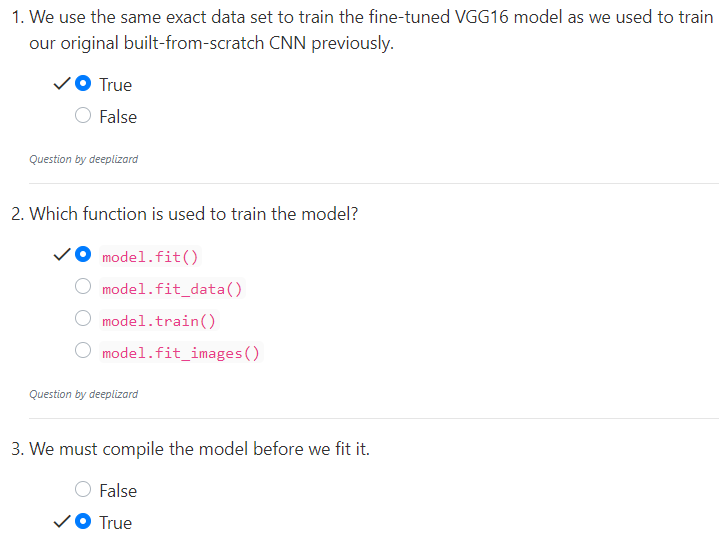 1. We use the same exact data set to train the fine-tuned VGG16 model as we used to train
our original built-from-scratch CNN previously.
True
False
Question by deeplizard
2. Which function is used to train the model?
model.fit()
model.fit_data()
model.train()
model.fit_images()
Question by deeplizard
3. We must compile the model before we fit it.
False
True